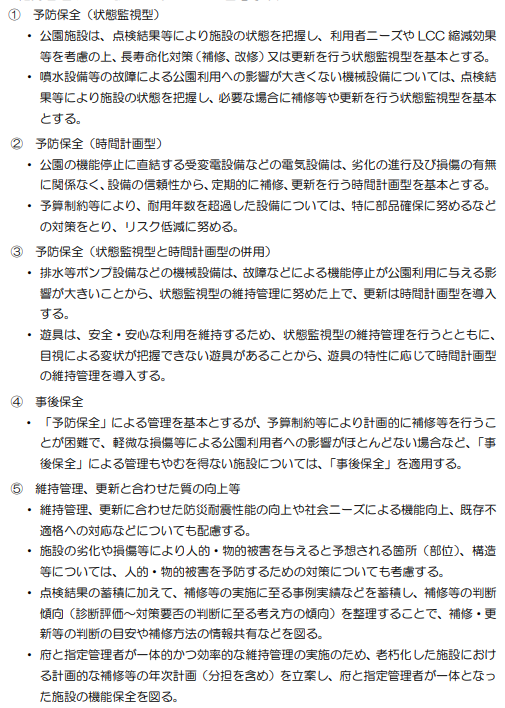 ① 予防保全（状態監視型）
・ 公園施設は、点検結果等により施設の状態を把握し、利用者ニーズや LCC 縮減効果
等を考慮の上、長寿命化対策（補修、改修）又は更新を行う状態監視型を基本とする。
・ 噴水設備等の故障による公園利用への影響が大きくない機械設備については、点検結
果等により施設の状態を把握し、必要な場合に補修等や更新を行う状態監視型を基本
とする。
② 予防保全（時間計画型）
・ 公園の機能停止に直結する受変電設備などの電気設備は、劣化の進行及び損傷の有無
に関係なく、設備の信頼性から、定期的に補修、更新を行う時間計画型を基本とする。
・ 予算制約等により、耐用年数を超過した設備については、特に部品確保に努めるなど
の対策をとり、リスク低減に努める。
③ 予防保全（状態監視型と時間計画型の併用）
・ 排水等ポンプ設備などの機械設備は、故障などによる機能停止が公園利用に与える影
響が大きいことから、状態監視型の維持管理に努めた上で、更新は時間計画型を導入
する。
・ 遊具は、安全・安心な利用を維持するため、状態監視型の維持管理を行うとともに、
目視による変状が把握できない遊具があることから、遊具の特性に応じて時間計画型
の維持管理を導入する。
④ 事後保全
・ 「予防保全」による管理を基本とするが、予算制約等により計画的に補修等を行うこ
とが困難で、軽微な損傷等による公園利用者への影響がほとんどない場合など、「事
後保全」による管理もやむを得ない施設については、「事後保全」を適用する。
⑤ 維持管理、更新と合わせた質の向上等
・ 維持管理、更新に合わせた防災耐震性能の向上や社会ニーズによる機能向上、既存不
適格への対応などについても配慮する。
・ 施設の劣化や損傷等により人的・物的被害を与えると予想される箇所（部位）、構造
等については、人的・物的被害を予防するための対策についても考慮する。
・ 点検結果の蓄積に加えて、補修等の実施に至る事例実績などを蓄積し、補修等の判断
傾向（診断評価～対策要否の判断に至る考え方の傾向）を整理することで、補修・更
新等の判断の目安や補修方法の情報共有などを図る。
・ 府と指定管理者が一体的かつ効率的な維持管理の実施のため、老朽化した施設におけ
る計画的な補修等の年次計画（分担を含め）を立案し、府と指定管理者が一体となっ
た施設の機能保全を図る。